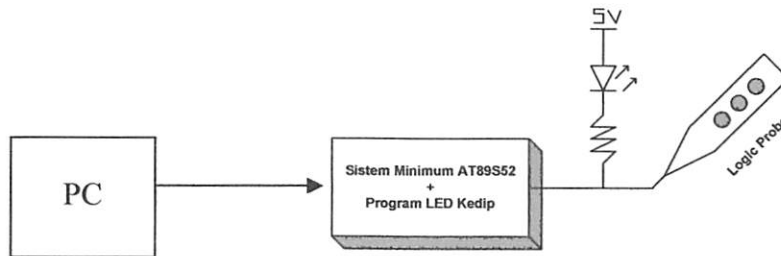 5V
PC
Sistem Minimum AT89S52
+
Program LED Kedip
Logic Probe